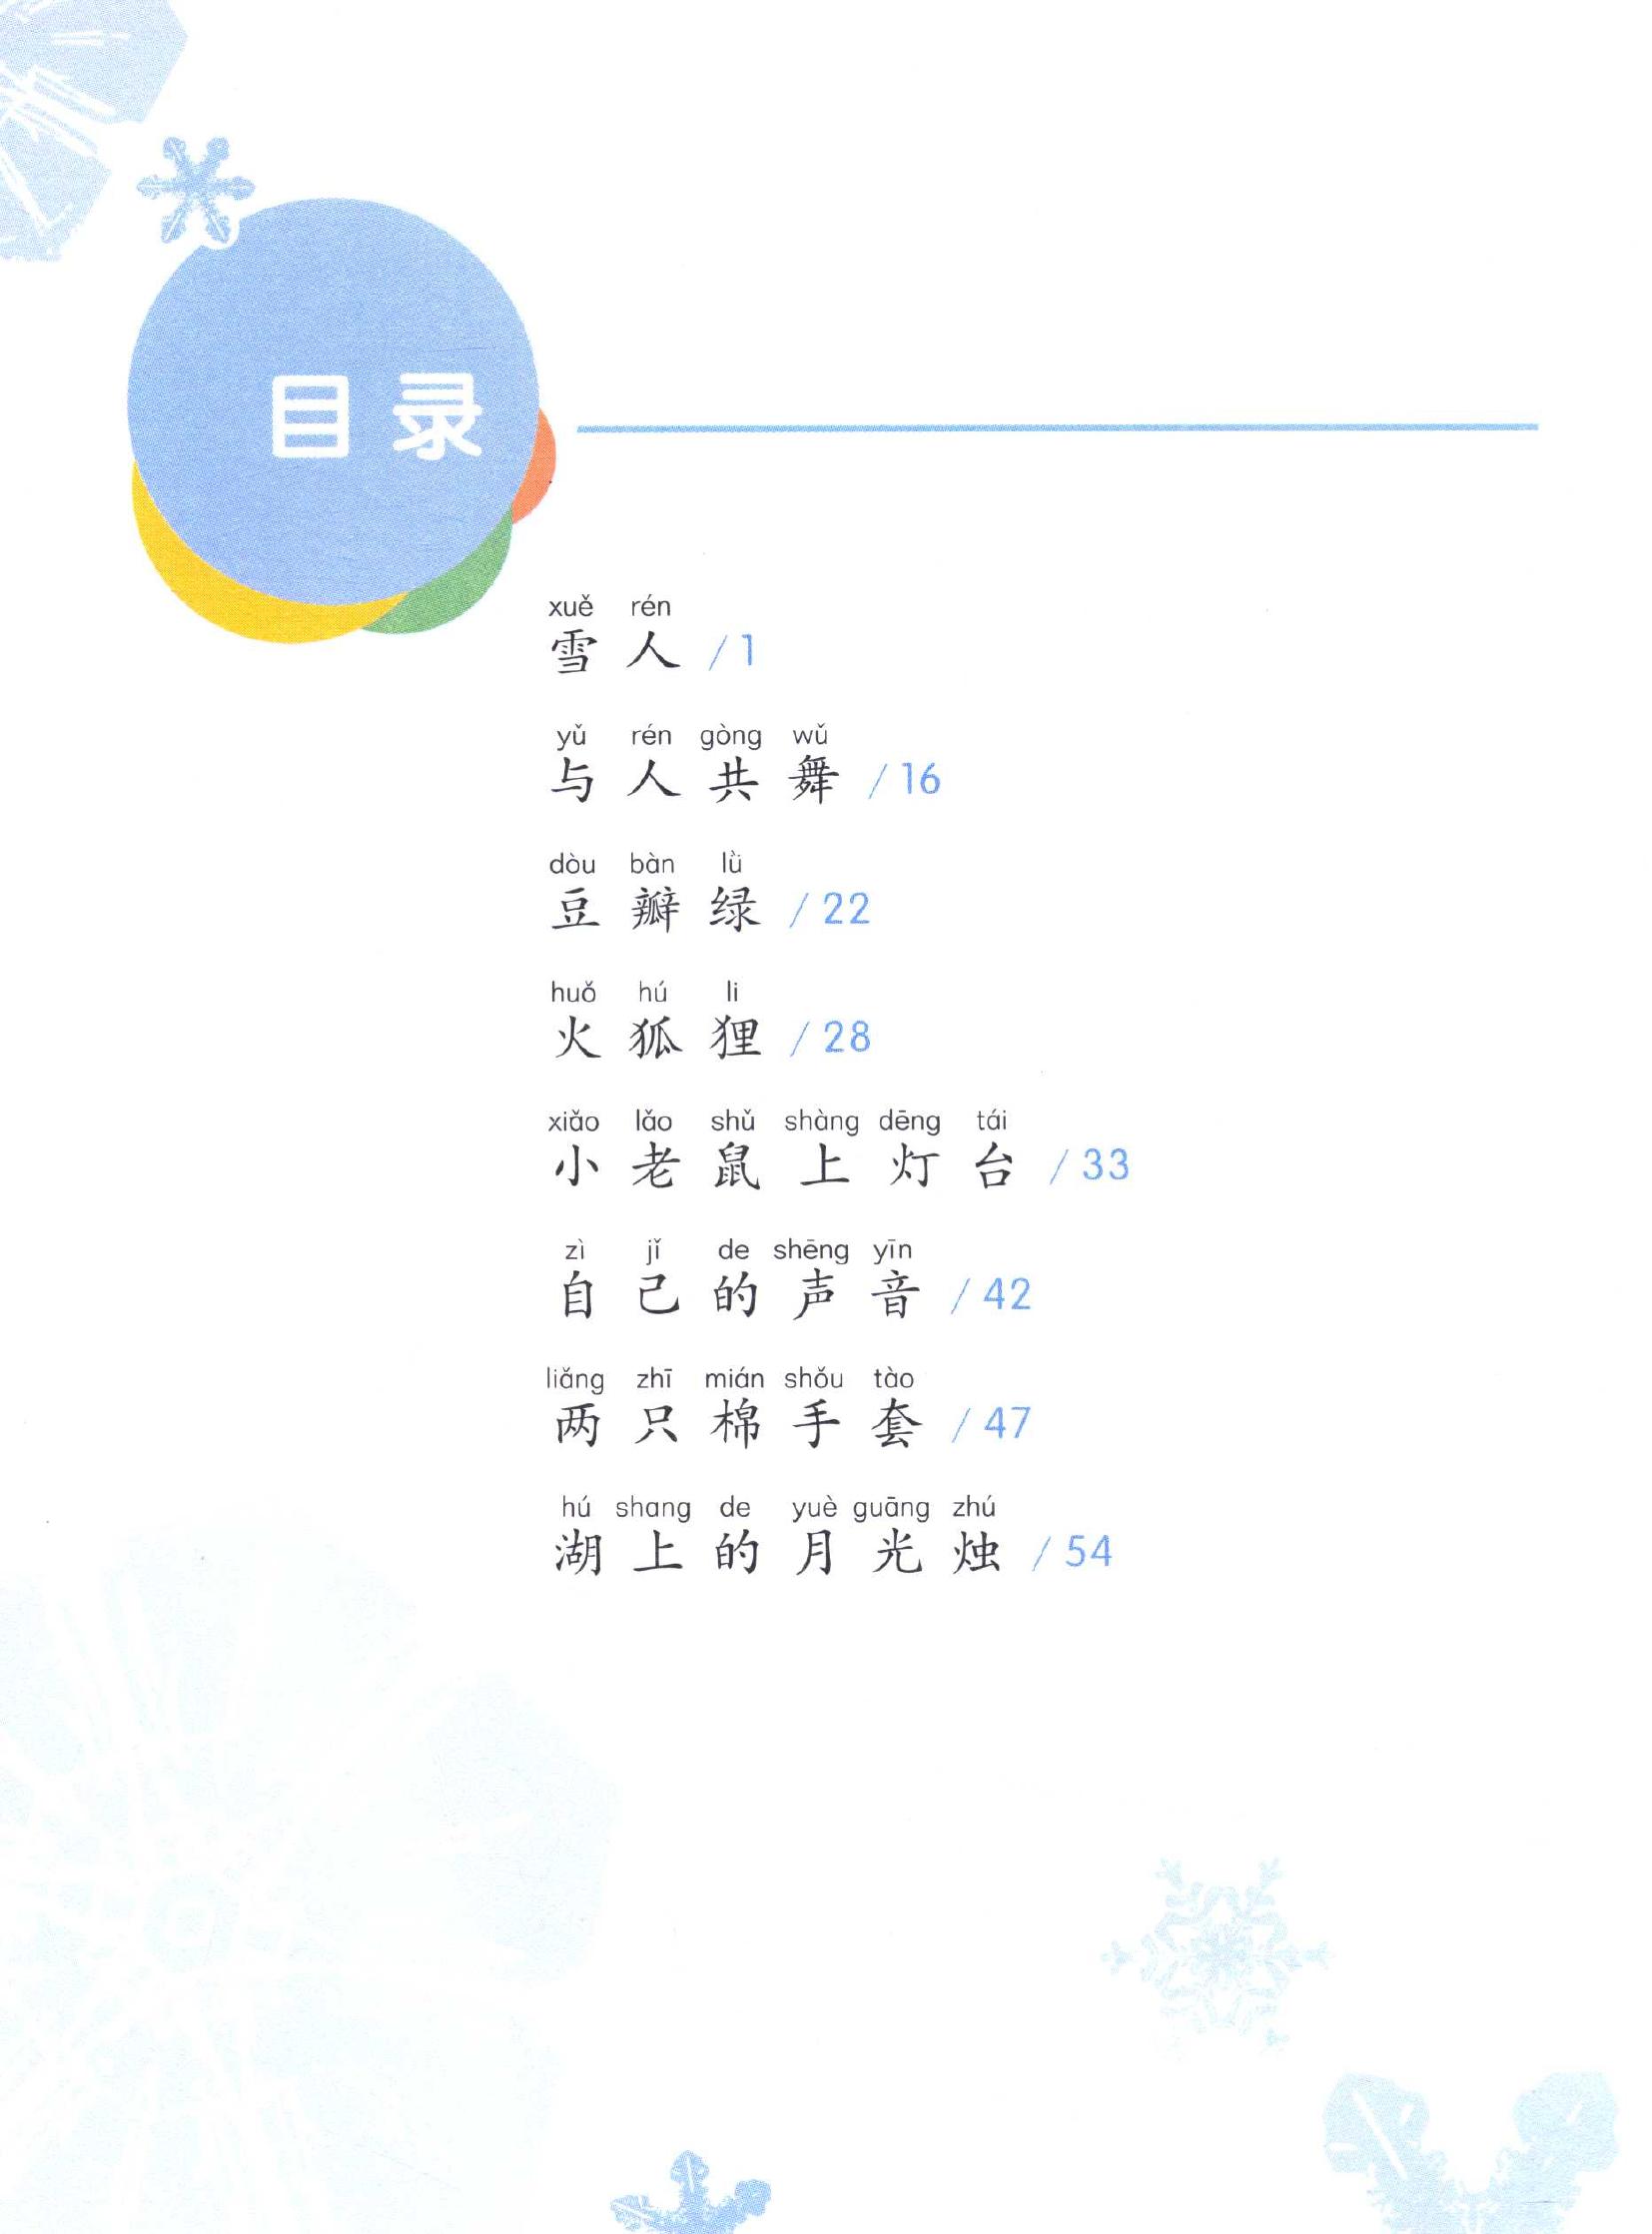 目录
xuě rén
雪人 / 1
yǔ rén gòng wǔ
与人共舞 / 16
dòu bàn lǜ
豆瓣绿 / 22
huǒ hú li
火狐狸 / 28
xiǎo lǎo shǔ shàng dēng tái
小老鼠上灯台 / 33
zì jǐ de shēng yīn
自己的声音 / 42
liǎng zhī mián shǒu tào
两只棉手套 / 47
hú shang de yuè guāng zhú
湖上的月光烛 / 54